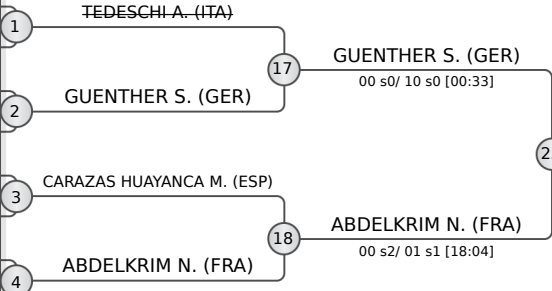 TEDESCHI A. (ITA)
1
17
GUENTHER S. (GER)
00 s0/ 10 s0 [00:33]
GUENTHER S. (GER)
2
2
CARAZAS HUAYANCA M. (ESP)
3
18
ABDELKRIM N. (FRA)
00 s2/ 01 s1 [18:04]
ABDELKRIM N. (FRA)
4